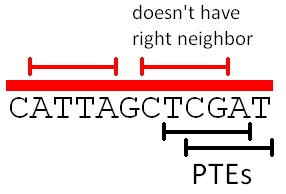 doesn't have
right neighbor
CATTAGCTCGAT
PTEs